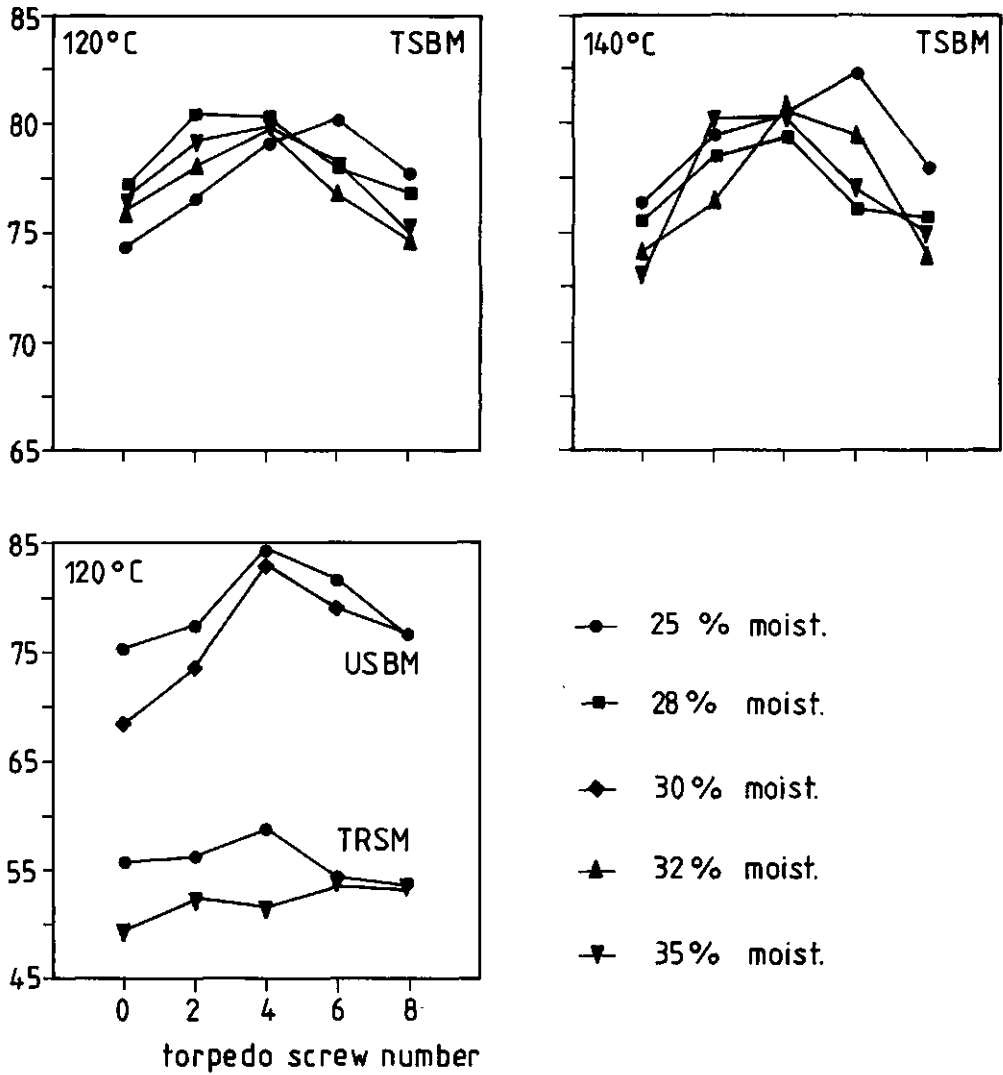 85
80
75
70
65
120°C TSBM
140°C TSBM
85
75
65
55
45
120°C
USBM
TRSM
0 2 4 6 8
torpedo screw number
25 % moist.
28% moist.
30% moist.
32% moist.
35% moist.